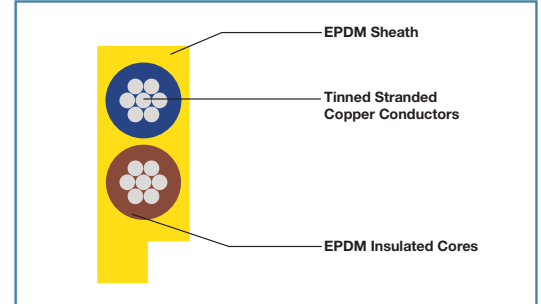 EPDM Sheath
Tinned Stranded
Copper Conductors
EPDM Insulated Cores